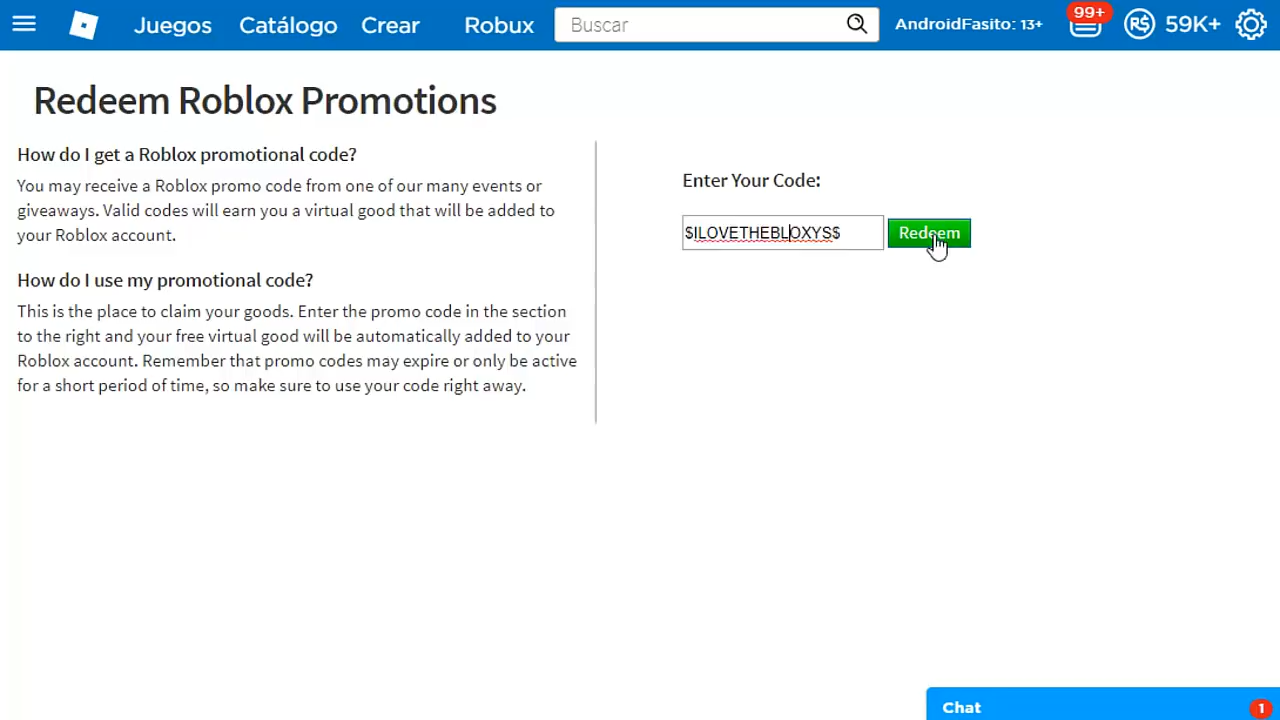 Juegos Catálogo Crear Robux Buscar AndroidFasito: 13+ 99+ R$ 59K+
Redeem Roblox Promotions
How do I get a Roblox promotional code?
You may receive a Roblox promo code from one of our many events or
giveaways. Valid codes will earn you a virtual good that will be added to
your Roblox account.
How do I use my promotional code?
This is the place to claim your goods. Enter the promo code in the section
to the right and your free virtual good will be automatically added to your
Roblox account. Remember that promo codes may expire or only be active
for a short period of time, so make sure to use your code right away.
Enter Your Code:
$ILOVETHEBLOXYS$ Redeem
Chat 1